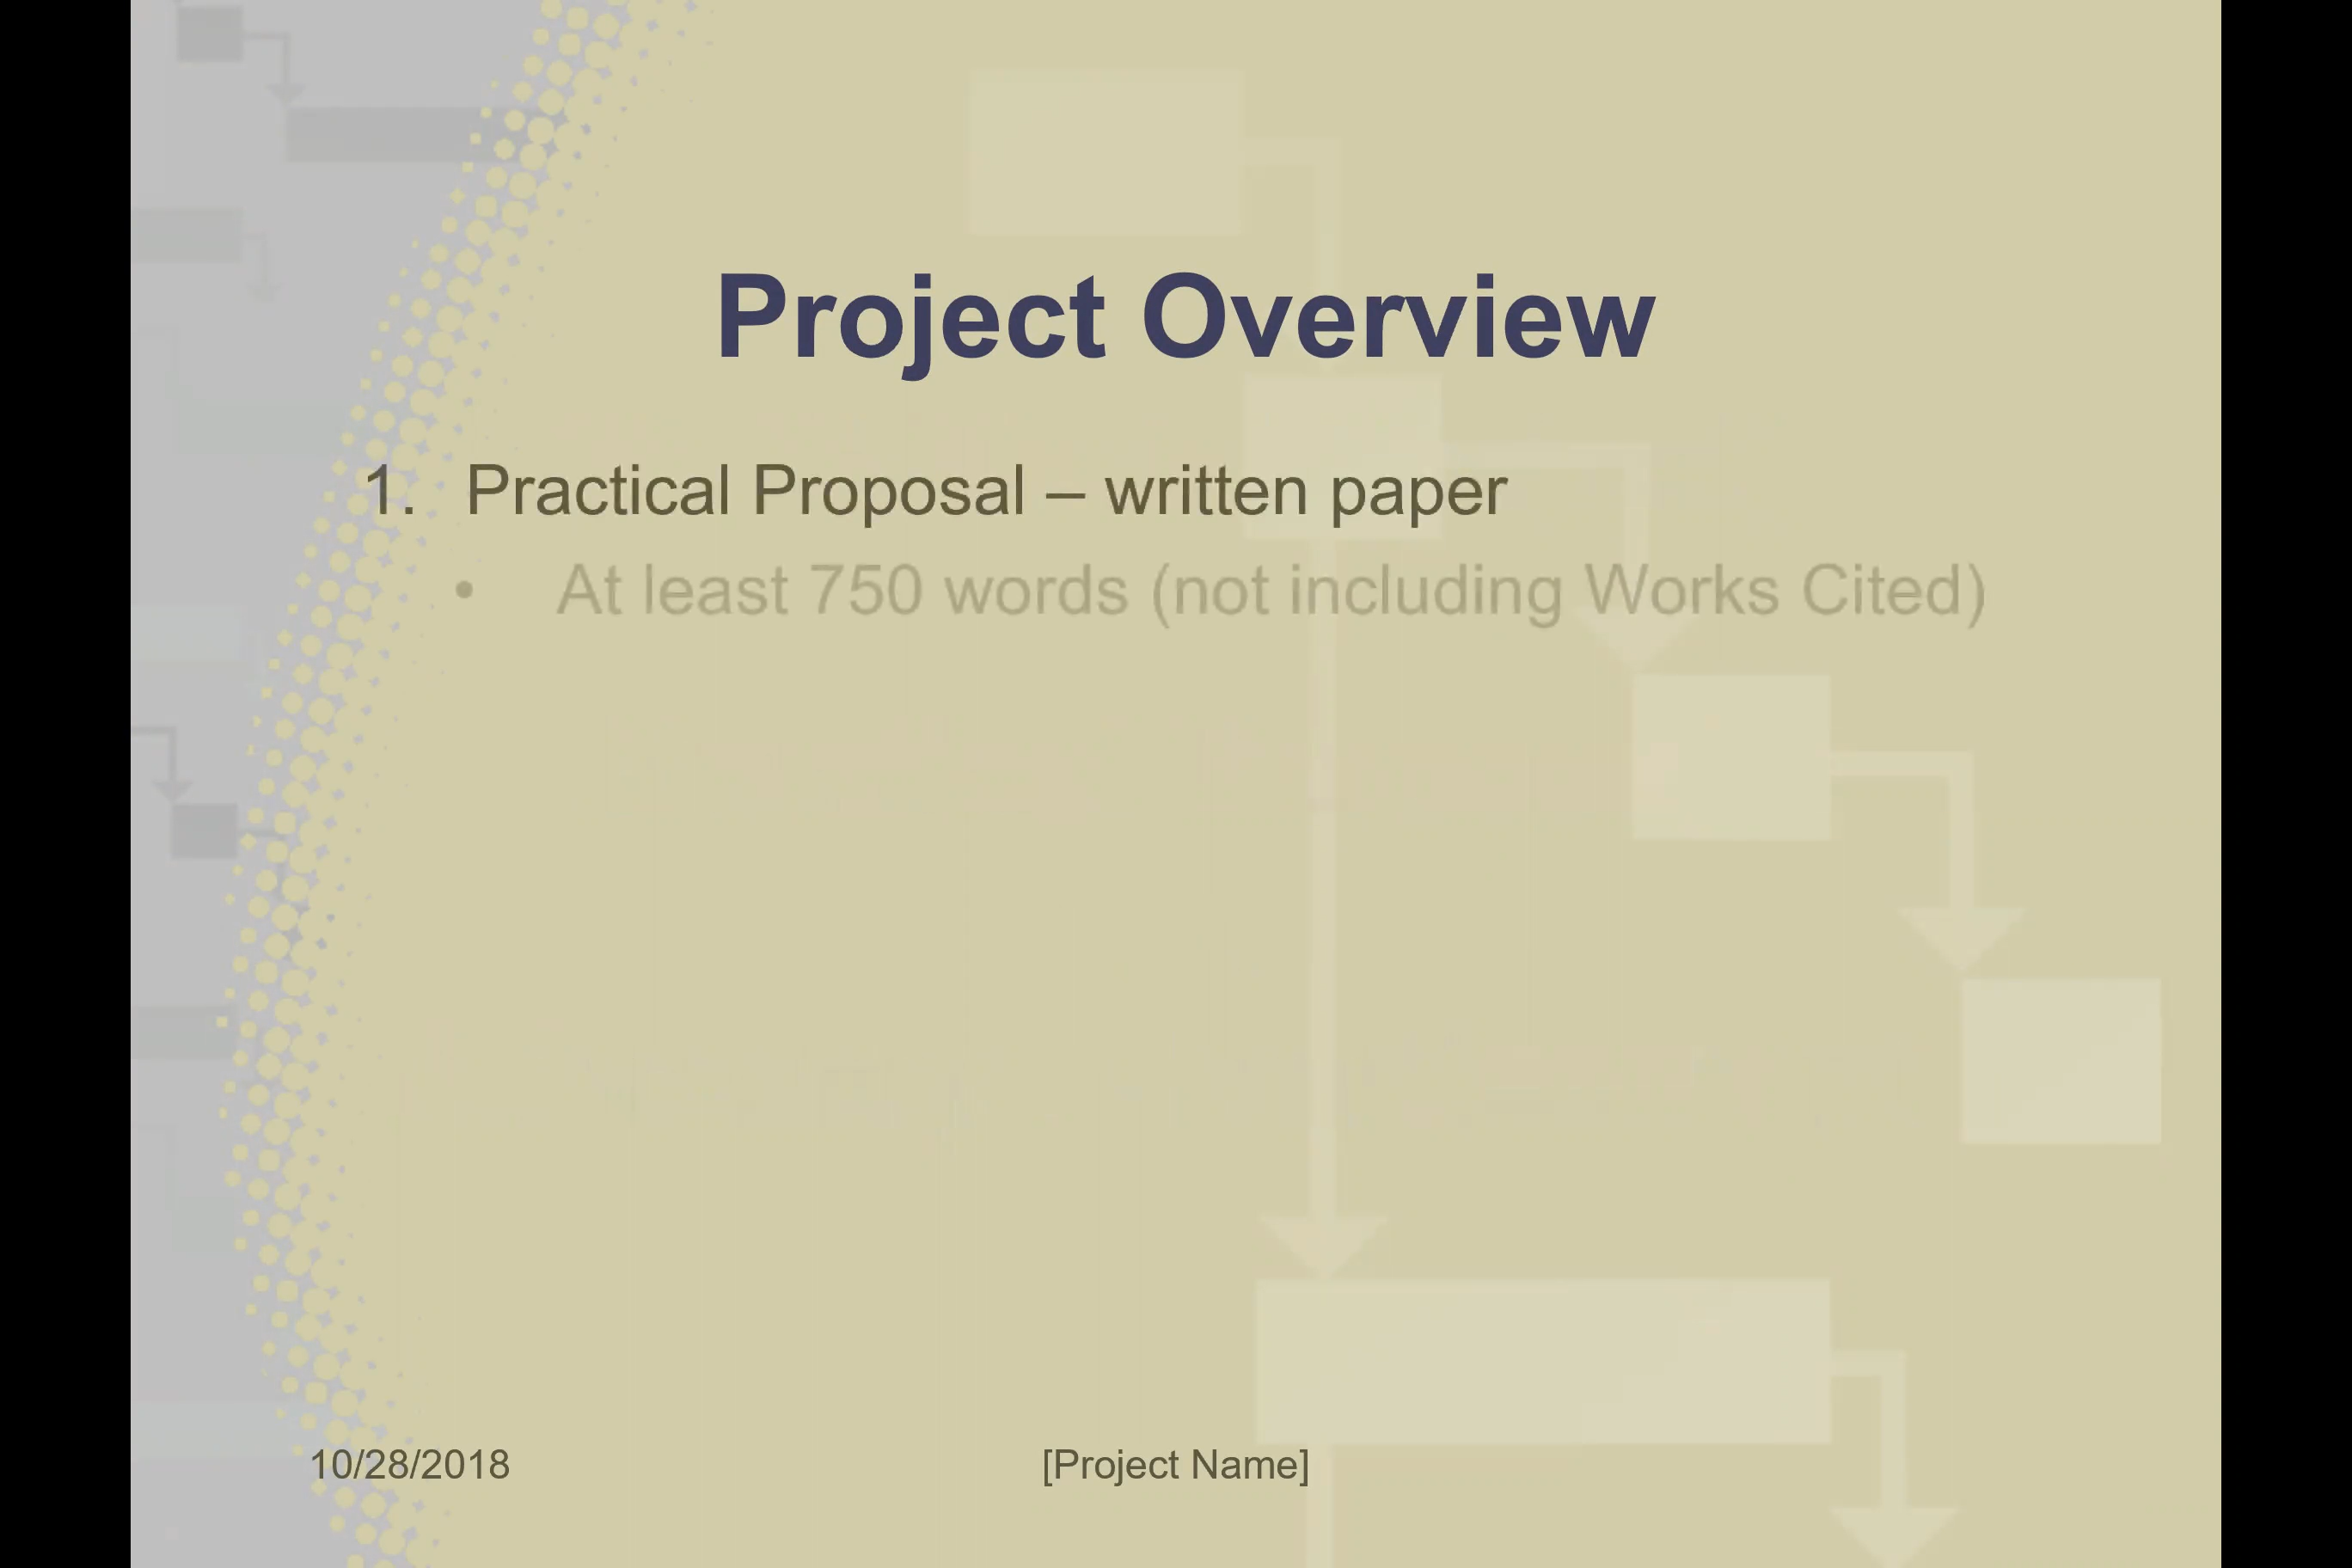 Project Overview
1. Practical Proposal – written paper
• At least 750 words (not including Works Cited)
10/28/2018
[Project Name]